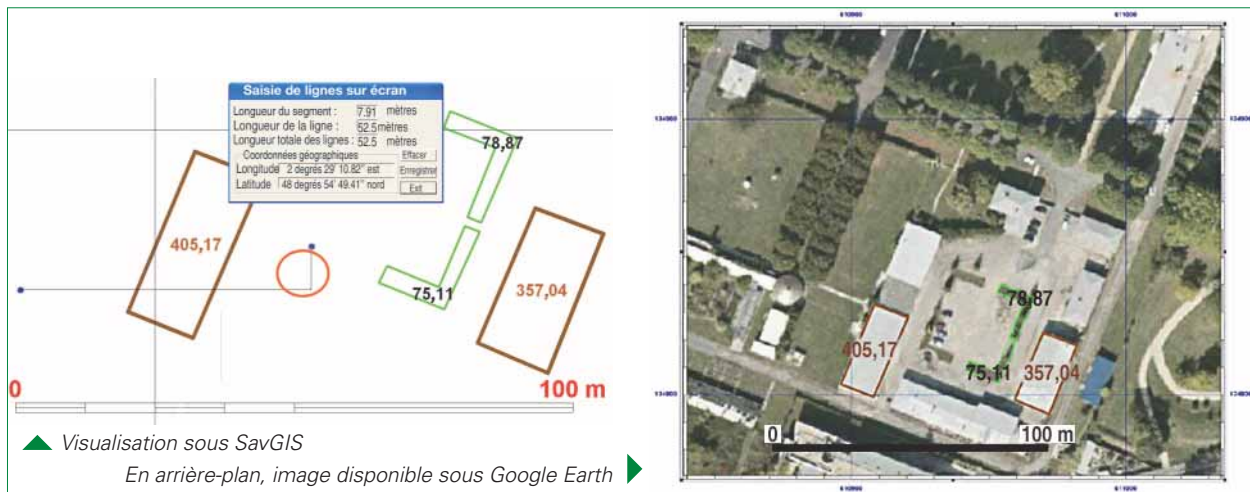 Saisie de lignes sur écran
Longueur du segment : 7.91 mètres
Longueur de la ligne : 52.5 mètres
Longueur totale des lignes : 52.5 mètres
Coordonnées géographiques
Effacer
Longitude 2 degrés 29' 10.82'' est
Enregistrer
Latitude 48 degrés 54' 49.41'' nord
Exit
78,87
405,17
75,11
357,04
0 100 m
Visualisation sous SavGIS
En arrière-plan, image disponible sous Google Earth
78,87
405,17
75,11
357,04
0 100 m